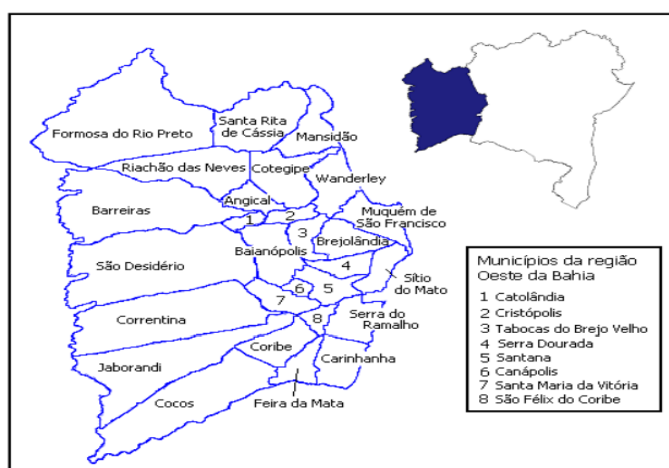 Formosa do Rio Preto
Santa Rita
de Cássia
Mansidão
Riachão das Neves
Cotegipe
Wanderley
Angical
Barreiras
1
2
3
Muquém de
São Francisco
Brejolândia
Baianópolis
São Desidério
4
Sítio
do Mato
5
6
7
8
Correntina
Serra do
Ramalho
Coribe
Carinhanha
Jaborandi
Cocos
Feira da Mata
Municípios da região
Oeste da Bahia
1 Catolândia
2 Cristópolis
3 Tabocas do Brejo Velho
4 Serra Dourada
5 Santana
6 Canápolis
7 Santa Maria da Vitória
8 São Félix do Coribe